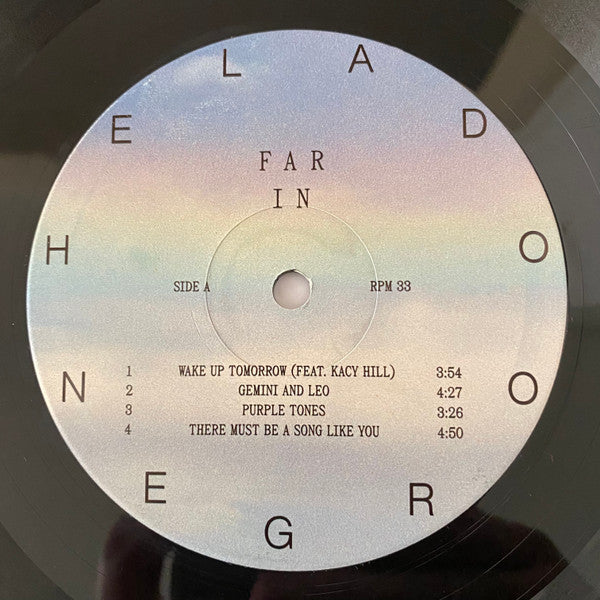 HELADO
FAR
IN
SIDE A RPM 33
1 WAKE UP TOMORROW (FEAT. KACY HILL) 3:54
2 GEMINI AND LEO 4:27
3 PURPLE TONES 3:26
4 THERE MUST BE A SONG LIKE YOU 4:50
NEGRO